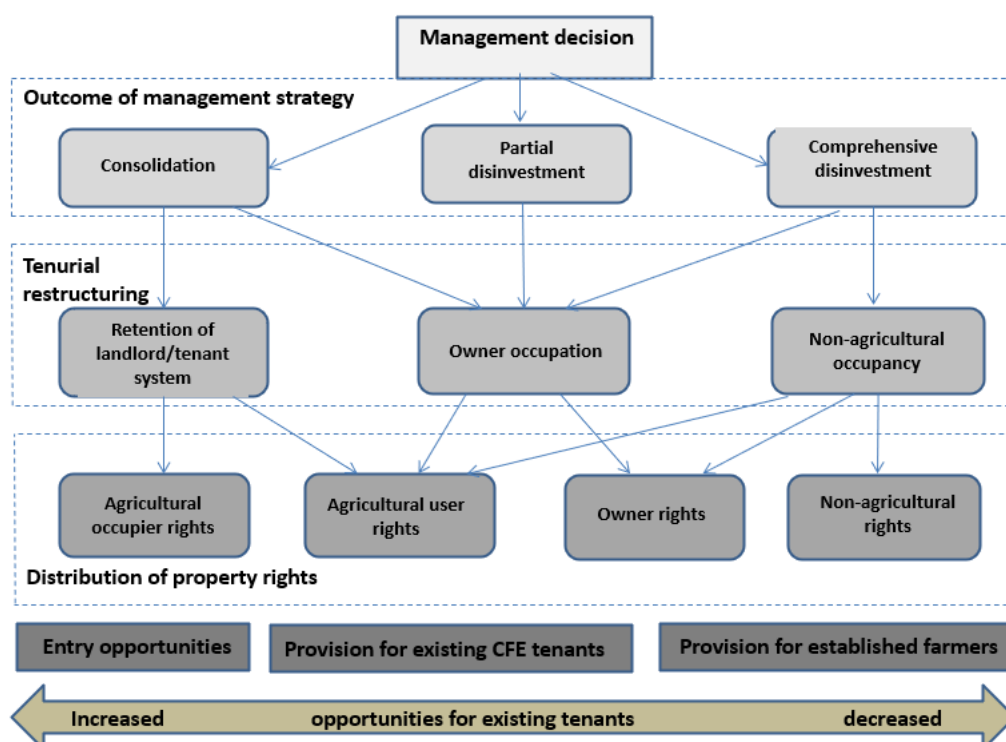 Management decision
Outcome of management strategy
Consolidation
Partial
disinvestment
Comprehensive
disinvestment
Tenurial
restructuring
Retention of
landlord/tenant
system
Owner occupation
Non-agricultural
occupancy
Agricultural
occupier rights
Agricultural user
rights
Owner rights
Non-agricultural
rights
Distribution of property rights
Entry opportunities
Provision for existing CFE tenants
Provision for established farmers
Increased opportunities for existing tenants decreased